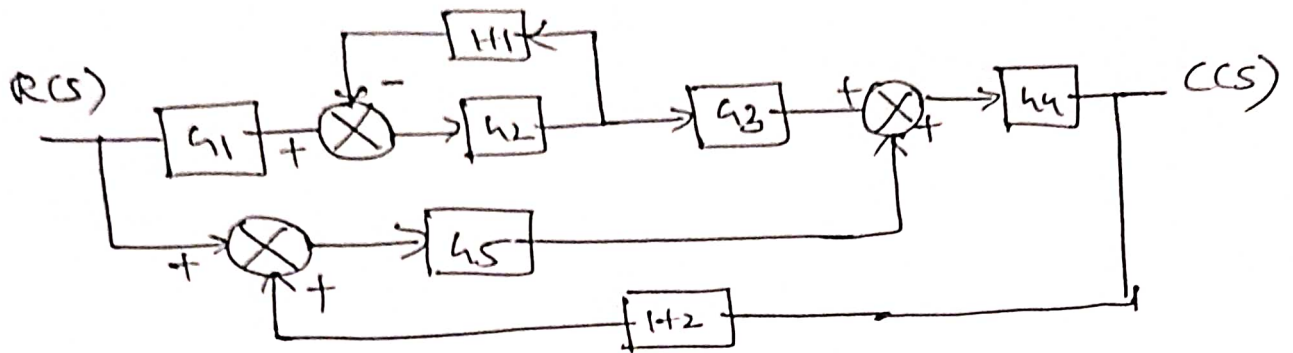 H1
R(S)
G1
+
-
G2
G3
+
+
G4
C(S)
+
+
G5
H2